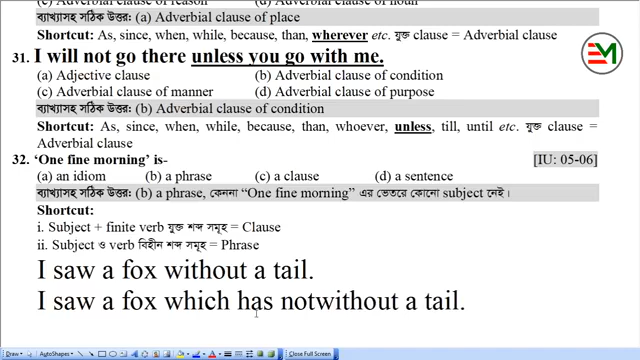 (c) Adverbial clause of reason (d) Adverbial clause of noun
ব্যাখ্যাসহ সঠিক উত্তর: (a) Adverbial clause of place
Shortcut: As, since, when, while, because, than, wherever etc. যুক্ত clause = Adverbial clause
31. I will not go there unless you go with me.
(a) Adjective clause (b) Adverbial clause of condition
(c) Adverbial clause of manner (d) Adverbial clause of purpose
ব্যাখ্যাসহ সঠিক উত্তর: (b) Adverbial clause of condition
Shortcut: As, since, when, while, because, than, whoever, unless, till, until etc. যুক্ত clause =
Adverbial clause
32. ‘One fine morning’ is- [IU: 05-06]
(a) an idiom (b) a phrase (c) a clause (d) a sentence
ব্যাখ্যাসহ সঠিক উত্তর: (b) a phrase, কেননা “One fine morning” এর ভেতরে কোনো subject নেই।
Shortcut:
i. Subject + finite verb যুক্ত শব্দ সমূহ = Clause
ii. Subject ও verb বিহীন শব্দ সমূহ = Phrase
I saw a fox without a tail.
I saw a fox which has notwithout a tail.
Draw AutoShapes Close Full Screen